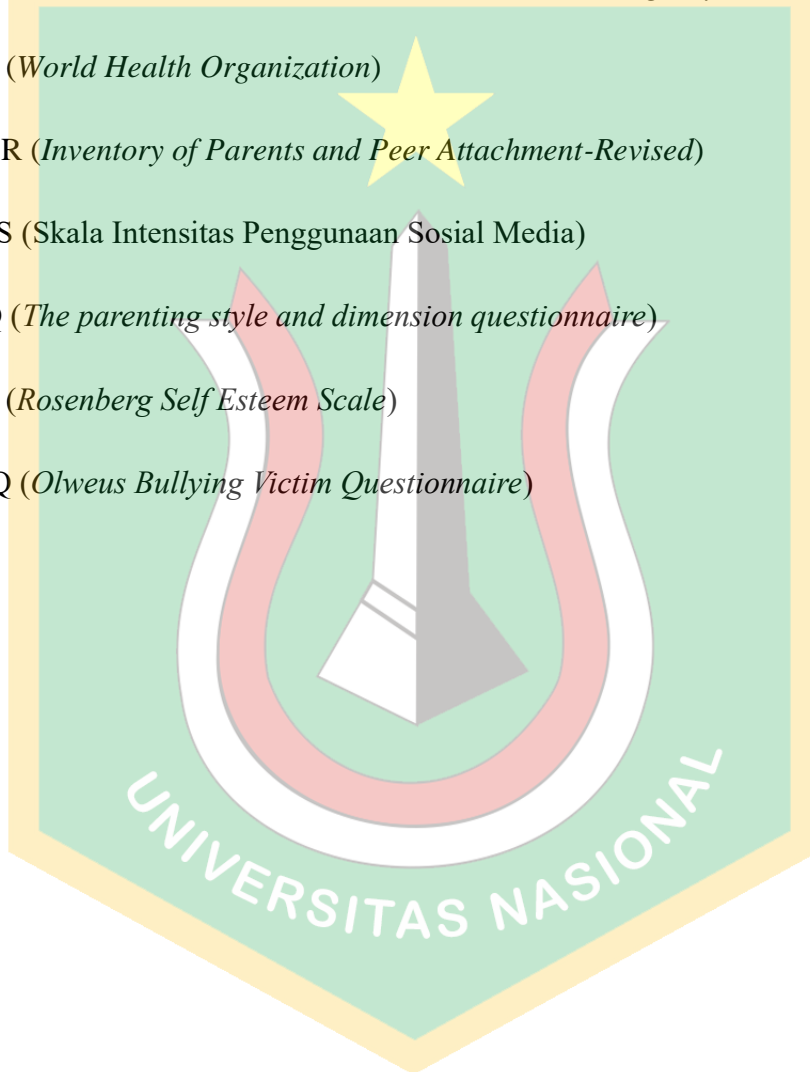 (World Health Organization)
R (Inventory of Parents and Peer Attachment-Revised)
S (Skala Intensitas Penggunaan Sosial Media)
(The parenting style and dimension questionnaire)
(Rosenberg Self Esteem Scale)
Q (Olweus Bullying Victim Questionnaire)
UNIVERSITAS NASIONAL